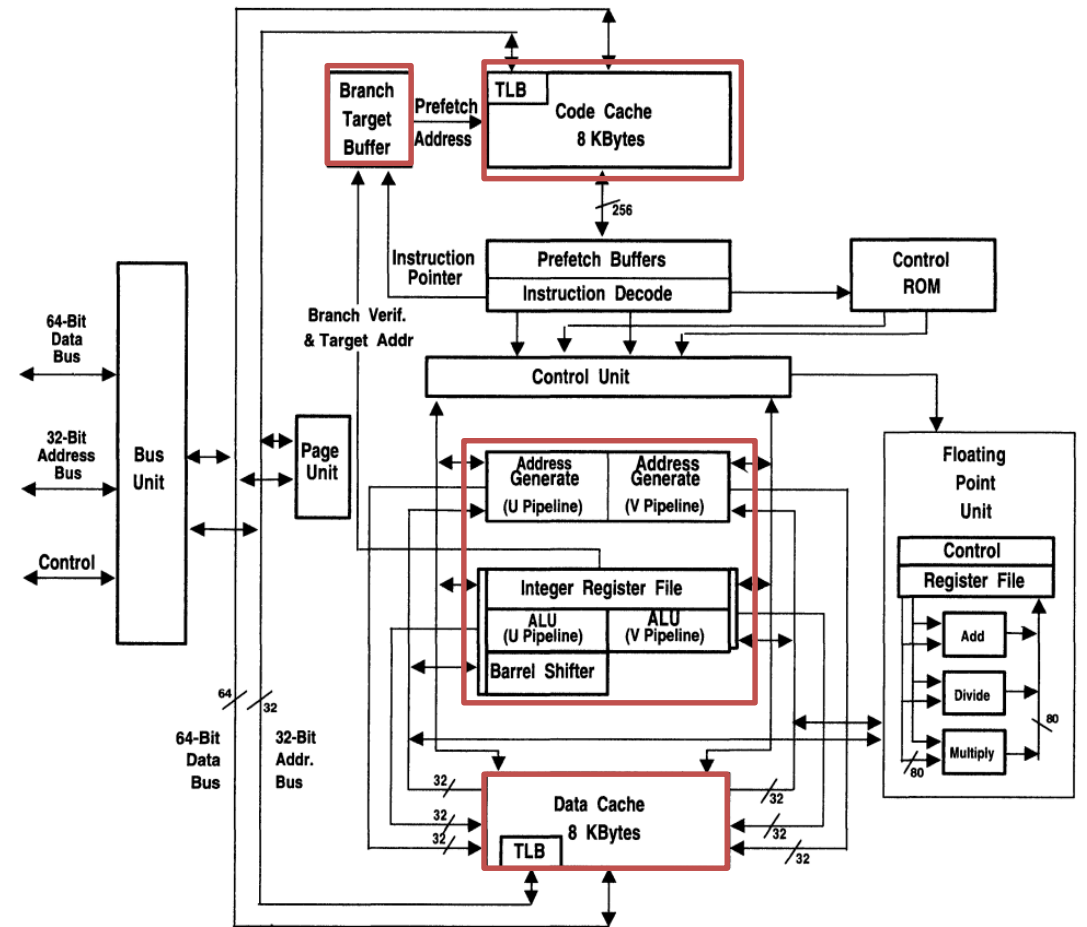 TLB
Code Cache
8 KBytes
Branch
Target
Buffer
Prefetch
Address
256
Instruction
Pointer
Prefetch Buffers
Instruction Decode
Control
ROM
Branch Verif.
& Target Addr
Control Unit
64-Bit
Data
Bus
32-Bit
Address
Bus
Control
Bus
Unit
Page
Unit
Address
Generate
(U Pipeline)
Address
Generate
(V Pipeline)
Integer Register File
ALU
(U Pipeline)
ALU
(V Pipeline)
Barrel Shifter
Floating
Point
Unit
Control
Register File
Add
Divide
Multiply
80
80
64
32
64-Bit
Data
Bus
32-Bit
Addr.
Bus
32
32
32
32
32
32
Data Cache
8 KBytes
TLB